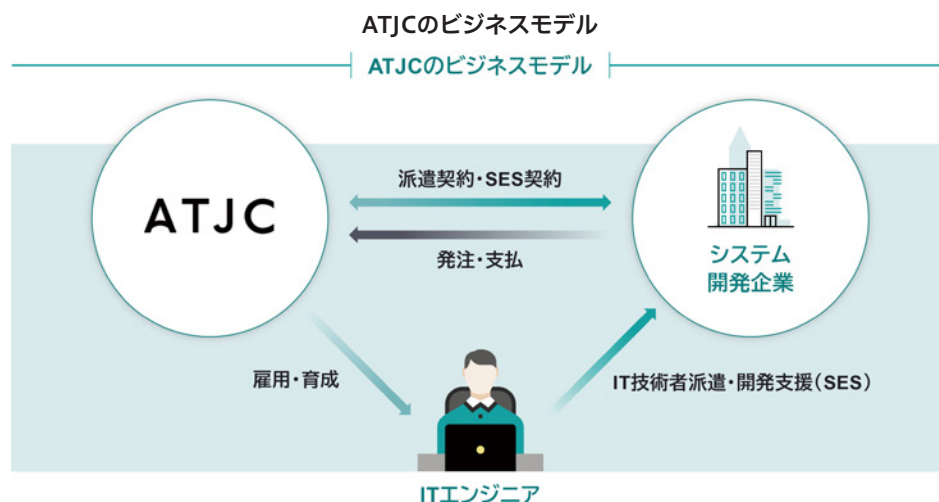 ATJCのビジネスモデル
ATJCのビジネスモデル
ATJC
派遣契約・SES契約
発注・支払
システム
開発企業
雇用・育成
IT技術者派遣・開発支援(SES)
ITエンジニア